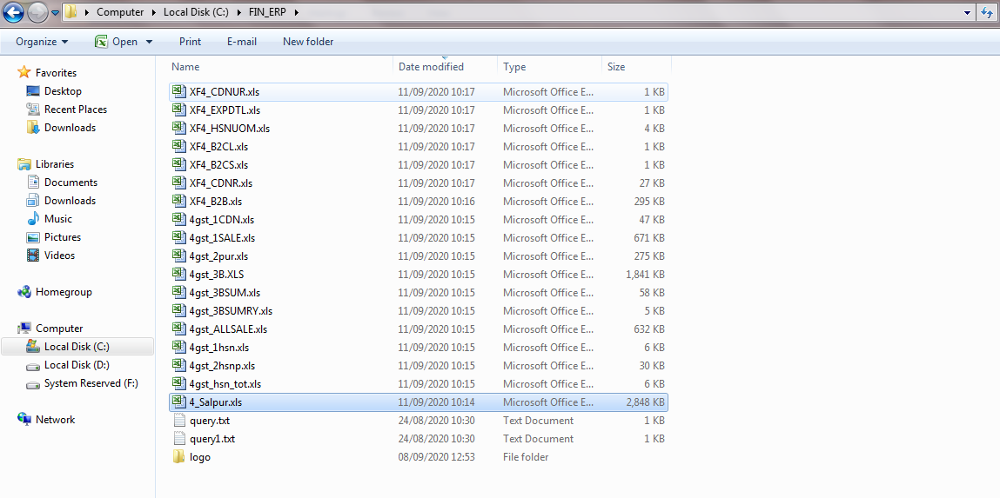 Computer Local Disk (C:) FIN_ERP
Organize Open Print E-mail New folder
Favorites
Desktop
Recent Places
Downloads
Libraries
Documents
Downloads
Music
Pictures
Videos
Homegroup
Computer
Local Disk (C:)
Local Disk (D:)
System Reserved (F:)
Network
Name Date modified Type Size
XF4_CDNUR.xls 11/09/2020 10:17 Microsoft Office E... 1 KB
XF4_EXPDTL.xls 11/09/2020 10:17 Microsoft Office E... 1 KB
XF4_HSNUOM.xls 11/09/2020 10:17 Microsoft Office E... 4 KB
XF4_B2CL.xls 11/09/2020 10:17 Microsoft Office E... 1 KB
XF4_B2CS.xls 11/09/2020 10:17 Microsoft Office E... 1 KB
XF4_CDNR.xls 11/09/2020 10:17 Microsoft Office E... 27 KB
XF4_B2B.xls 11/09/2020 10:16 Microsoft Office E... 295 KB
4gst_1CDN.xls 11/09/2020 10:15 Microsoft Office E... 47 KB
4gst_1SALE.xls 11/09/2020 10:15 Microsoft Office E... 671 KB
4gst_2pur.xls 11/09/2020 10:15 Microsoft Office E... 275 KB
4gst_3B.XLS 11/09/2020 10:15 Microsoft Office E... 1,841 KB
4gst_3BSUM.xls 11/09/2020 10:15 Microsoft Office E... 58 KB
4gst_3BSUMRY.xls 11/09/2020 10:15 Microsoft Office E... 5 KB
4gst_ALLSALE.xls 11/09/2020 10:15 Microsoft Office E... 632 KB
4gst_1hsn.xls 11/09/2020 10:15 Microsoft Office E... 6 KB
4gst_2hsnp.xls 11/09/2020 10:15 Microsoft Office E... 30 KB
4gst_hsn_tot.xls 11/09/2020 10:15 Microsoft Office E... 6 KB
4_Salpur.xls 11/09/2020 10:14 Microsoft Office E... 2,848 KB
query.txt 24/08/2020 10:30 Text Document 1 KB
query1.txt 24/08/2020 10:30 Text Document 1 KB
logo 08/09/2020 12:53 File folder